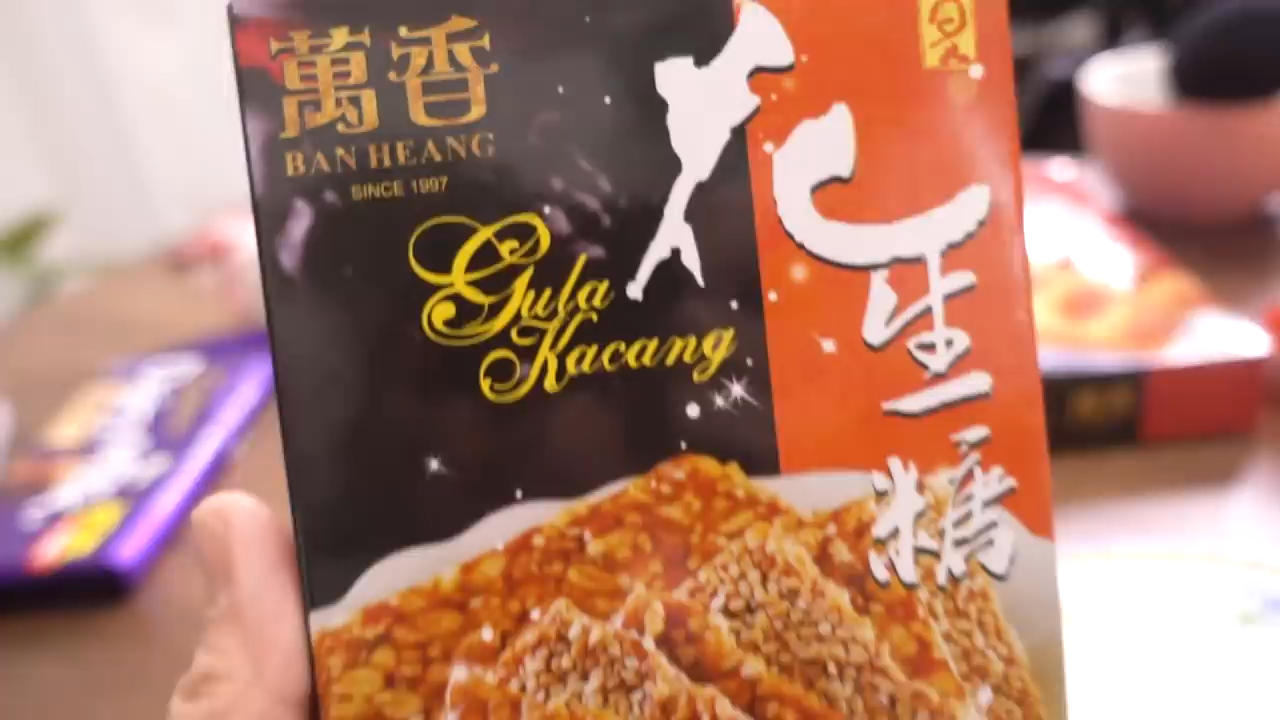 萬香
BAN HEANG
SINCE 1997
Gula
Kacang
花生糖